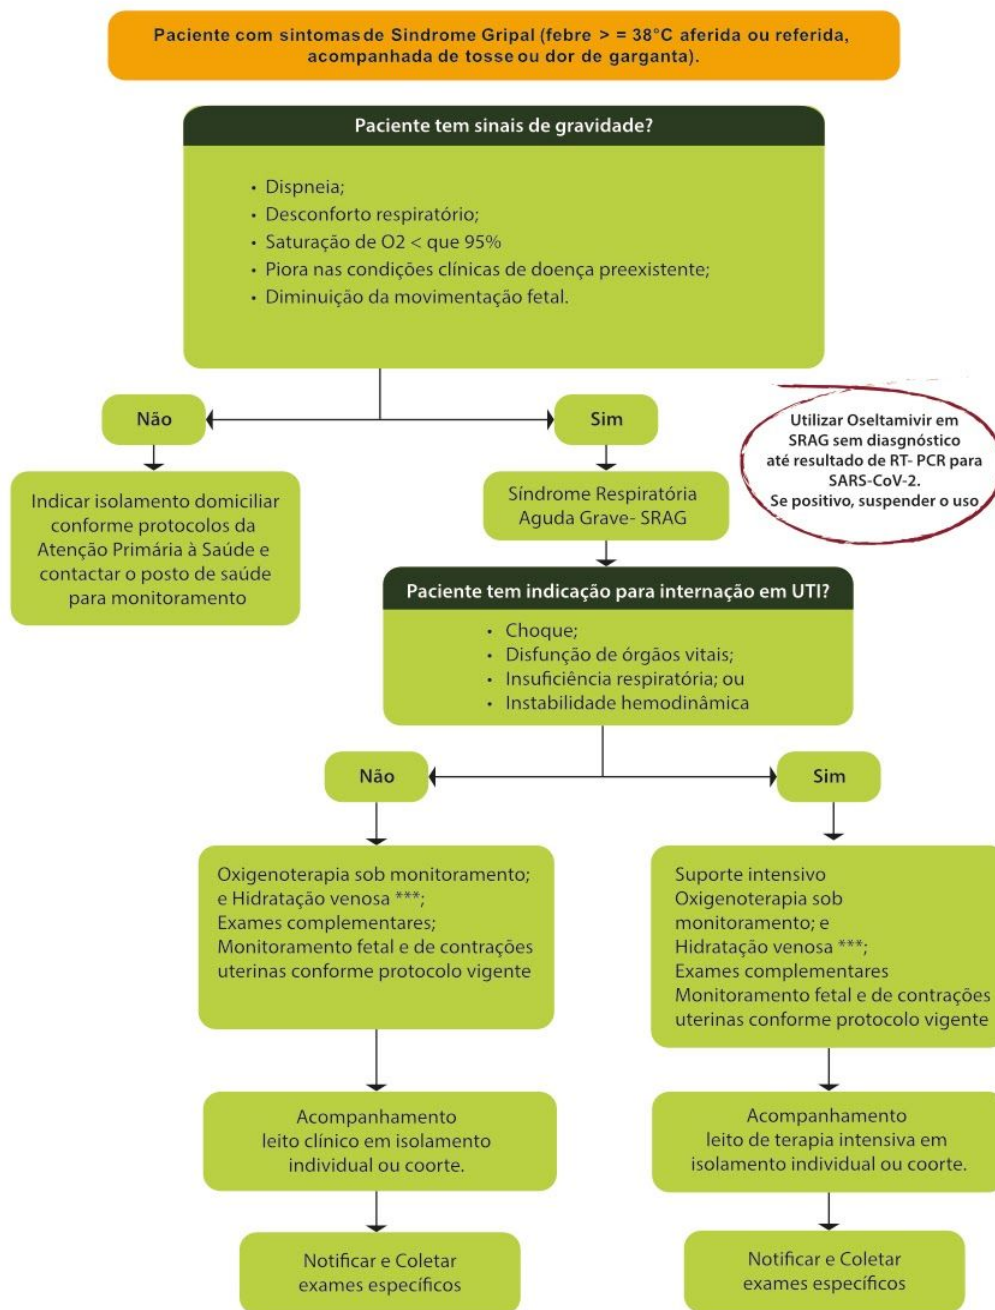 Paciente com sintomas de Sindrome Gripal (febre > = 38°C aferida ou referida,
acompanhada de tosse ou dor de garganta).
Paciente tem sinais de gravidade?
• Dispneia;
• Desconforto respiratório;
• Saturação de O2 < que 95%
• Piora nas condições clínicas de doença preexistente;
• Diminuição da movimentação fetal.
Não
Sim
Utilizar Oseltamivir em
SRAG sem diasgnóstico
até resultado de RT- PCR para
SARS-CoV-2.
Se positivo, suspender o uso
Indicar isolamento domiciliar
conforme protocolos da
Atenção Primária à Saúde e
contactar o posto de saúde
para monitoramento
Síndrome Respiratória
Aguda Grave- SRAG
Paciente tem indicação para internação em UTI?
• Choque;
• Disfunção de órgãos vitais;
• Insuficiência respiratória; ou
• Instabilidade hemodinâmica
Não
Sim
Oxigenoterapia sob monitoramento;
e Hidratação venosa ***;
Exames complementares;
Monitoramento fetal e de contrações
uterinas conforme protocolo vigente
Suporte intensivo
Oxigenoterapia sob
monitoramento; e
Hidratação venosa ***;
Exames complementares
Monitoramento fetal e de contrações
uterinas conforme protocolo vigente
Acompanhamento
leito clínico em isolamento
individual ou coorte.
Acompanhamento
leito de terapia intensiva em
isolamento individual ou coorte.
Notificar e Coletar
exames específicos
Notificar e Coletar
exames específicos